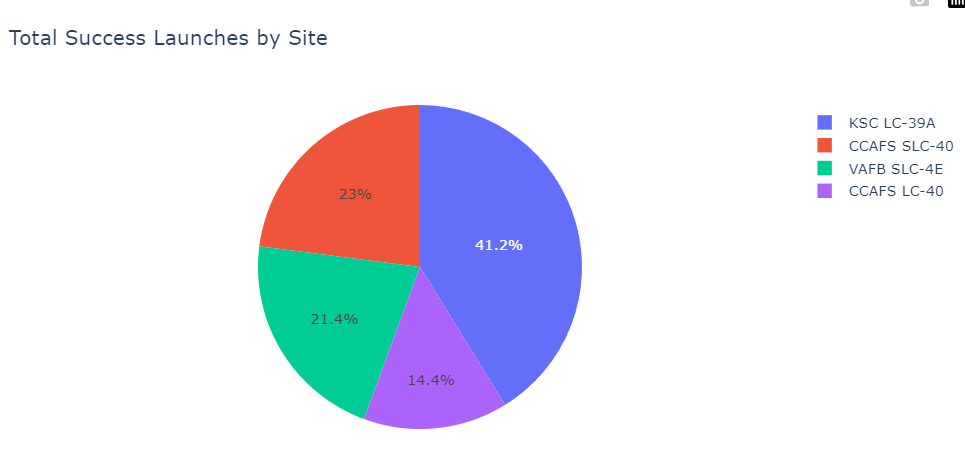 Total Success Launches by Site
KSC LC-39A
CCAFS SLC-40
VAFB SLC-4E
CCAFS LC-40
23%
41.2%
21.4%
14.4%